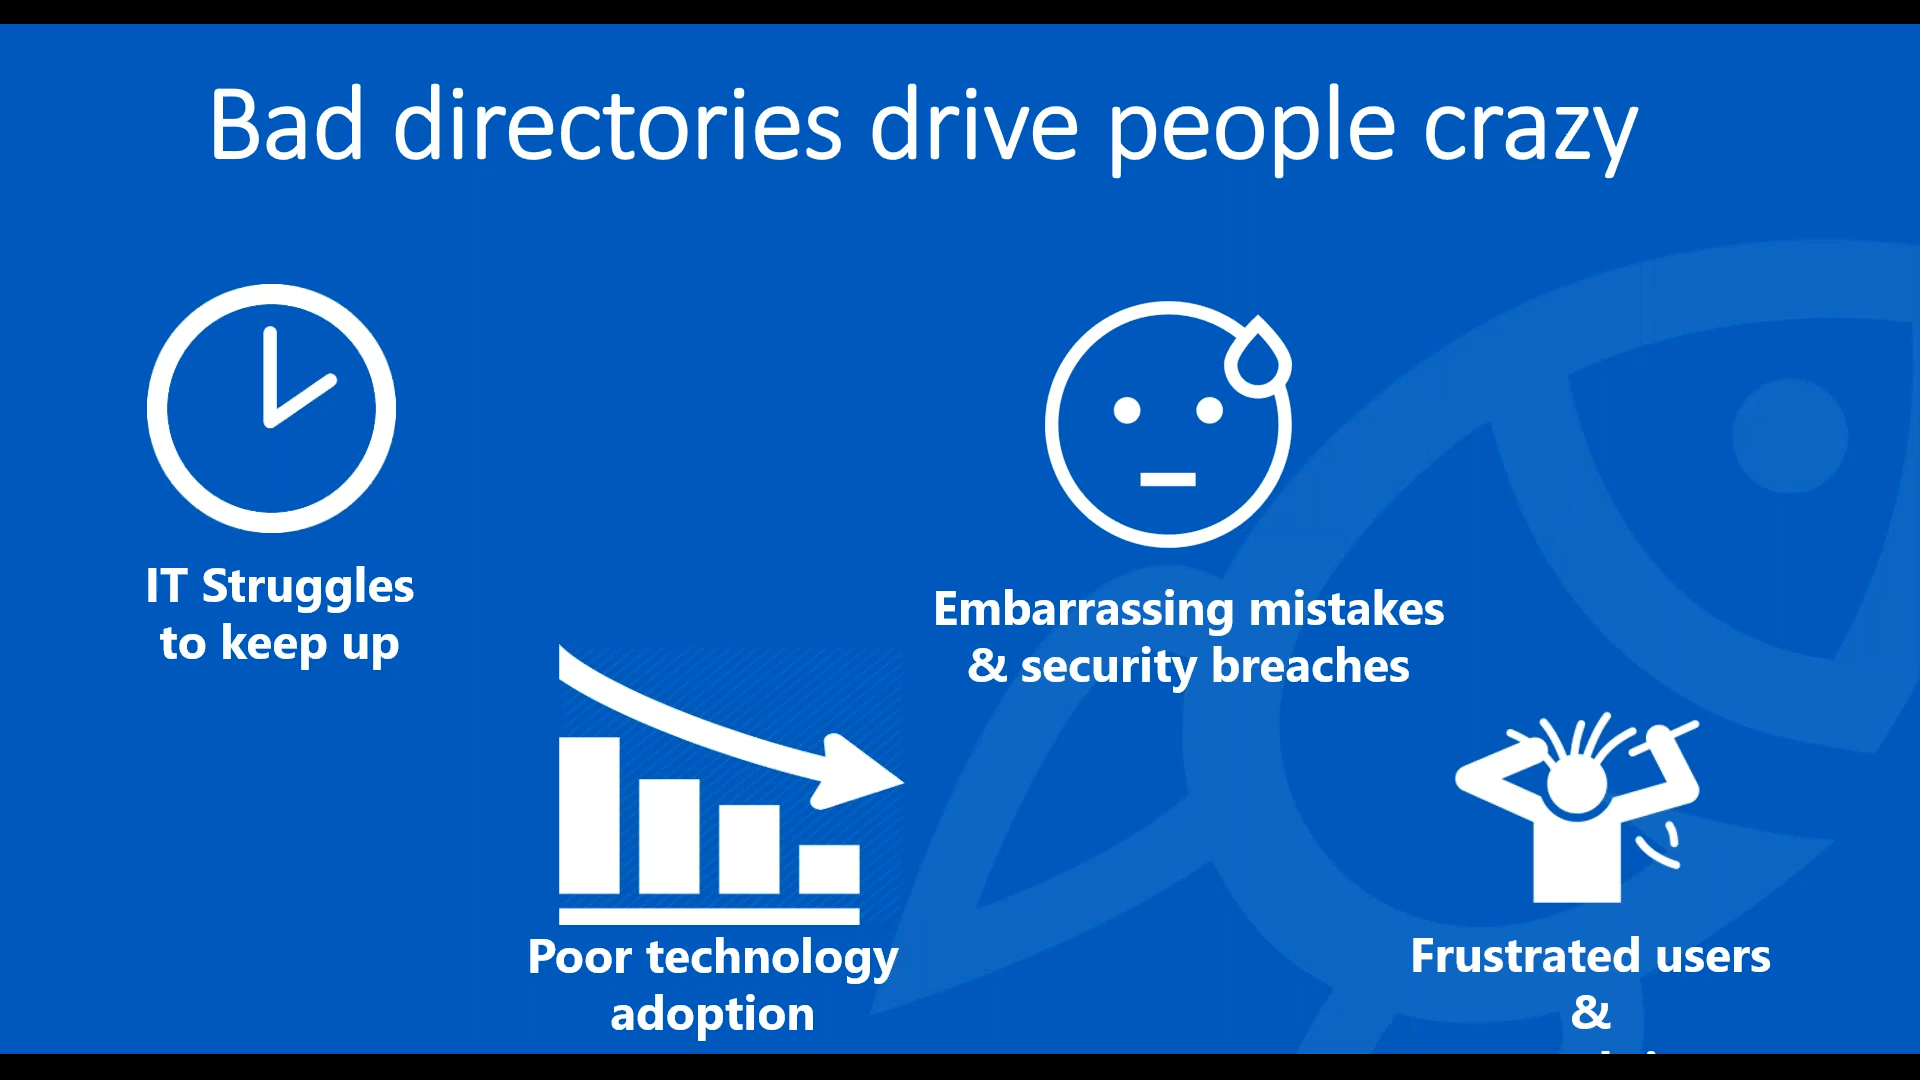 Bad directories drive people crazy
IT Struggles
to keep up
Embarrassing mistakes
& security breaches
Poor technology
adoption
Frustrated users
&